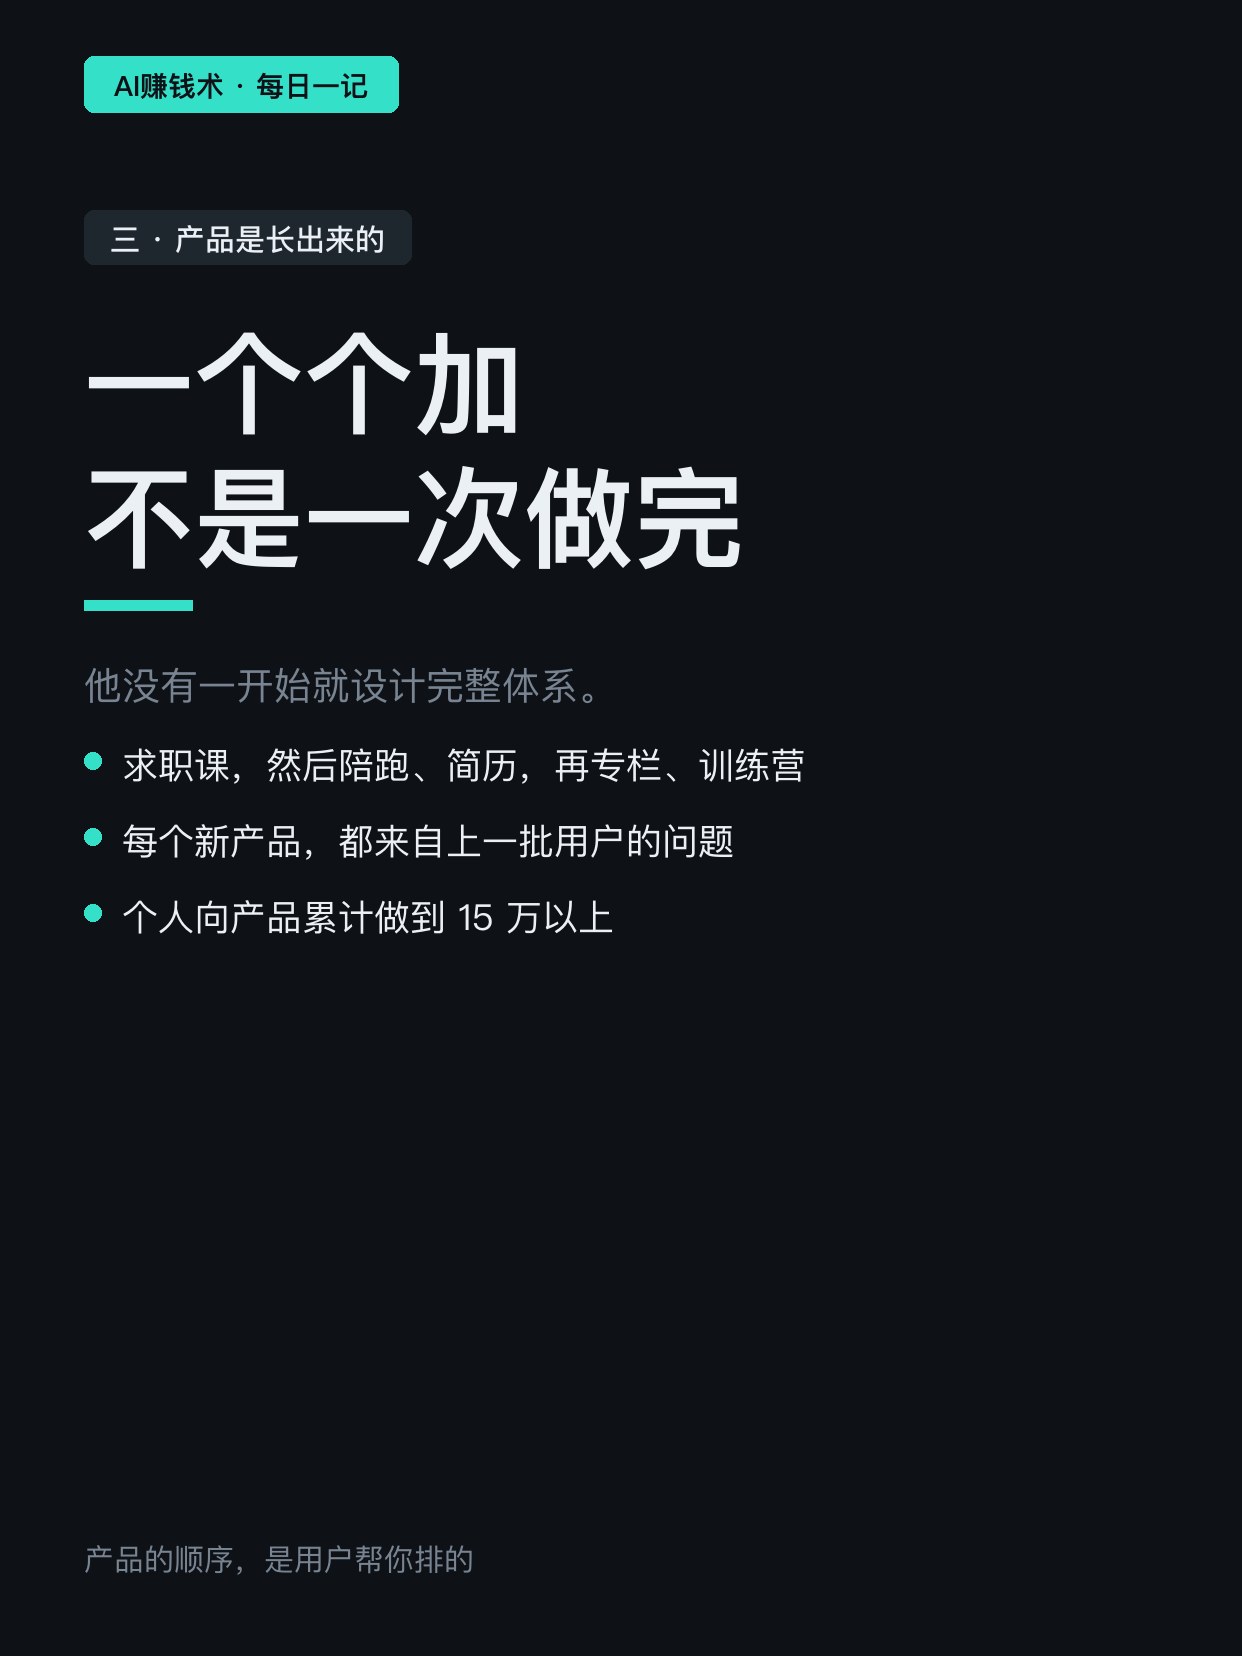 AI赚钱术 · 每日一记
三 · 产品是长出来的
一个个加
不是一次做完
他没有一开始就设计完整体系。
求职课，然后陪跑、简历，再专栏、训练营
每个新产品，都来自上一批用户的问题
个人向产品累计做到 15 万以上
产品的顺序，是用户帮你排的